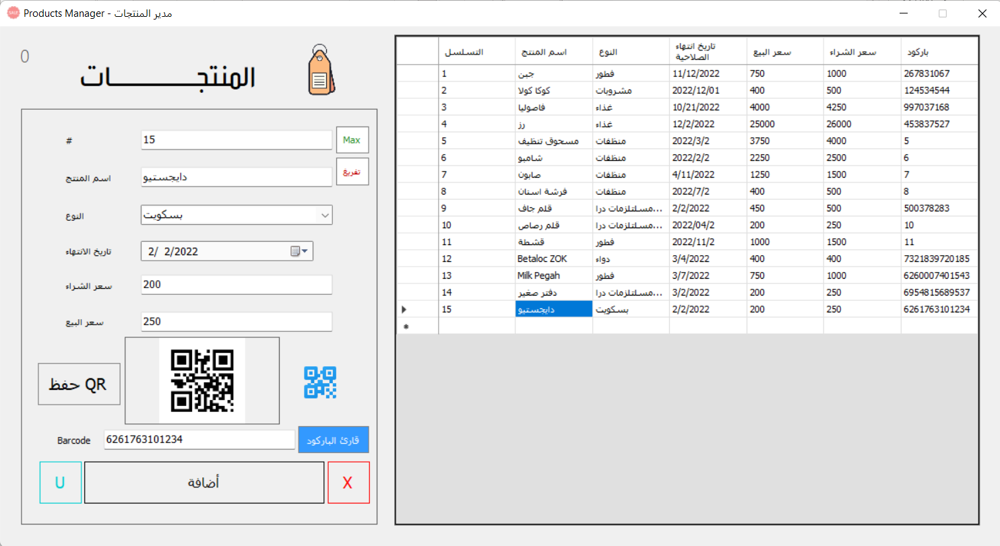 SALE Products Manager - مدير المنتجات
0
المنتجــــــــات
# 15 Max
اسم المنتج دايجستيو تفريغ
النوع بسكويت
تاريخ الانتهاء 2/ 2/2022
سعر الشراء 200
سعر البيع 250
حفظ QR
Barcode 6261763101234 قارئ الباركود
U أضافة X
التسلسل اسم المنتج النوع تاريخ انتهاء الصلاحية سعر البيع سعر الشراء باركود
1 جبن فطور 11/12/2022 750 1000 267831067
2 كوكا كولا مشروبات 2022/12/01 400 500 124534544
3 فاصوليا غذاء 10/21/2022 4000 4250 997037168
4 رز غذاء 12/2/2022 25000 26000 453837527
5 مسحوق تنظيف منظفات 2022/3/2 3750 4000 5
6 شامبو منظفات 2022/2/2 2250 2500 6
7 صابون منظفات 4/11/2022 1250 1500 7
8 فرشة اسنان منظفات 2022/7/2 400 500 8
9 قلم جاف مستلتلزمات درا... 2/2/2022 450 500 500378283
10 قلم رصاص مستلتلزمات درا... 2022/04/2 200 250 10
11 قشطة فطور 2022/11/2 1000 1500 11
12 Betaloc ZOK دواء 3/4/2022 400 400 7321839720185
13 Milk Pegah فطور 3/7/2022 750 1000 6260007401543
14 دفتر صغير مستلتلزمات درا... 3/2/2022 200 250 6954815689537
15 دايجستيو بسكويت 2/2/2022 200 250 6261763101234